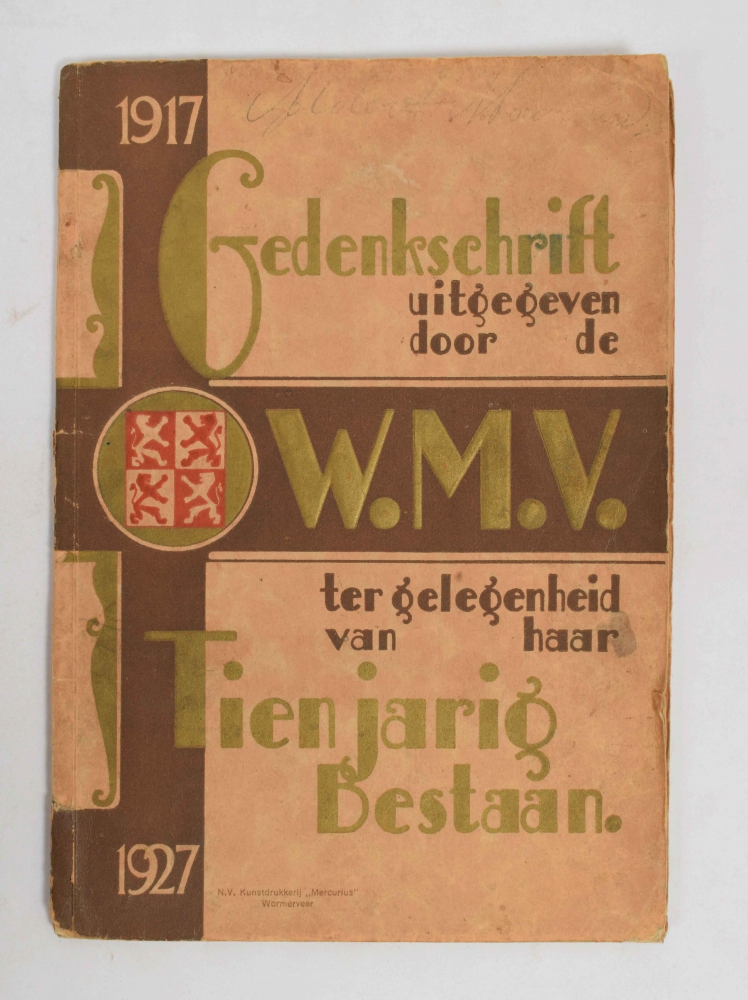 1917
Gedenkschrift
uitgegeven
door de
W.M.V.
ter gelegenheid
van haar
Tienjarig
Bestaan.
1927
N.V. Kunstdrukkerij „Mercurius"
Wormerveer